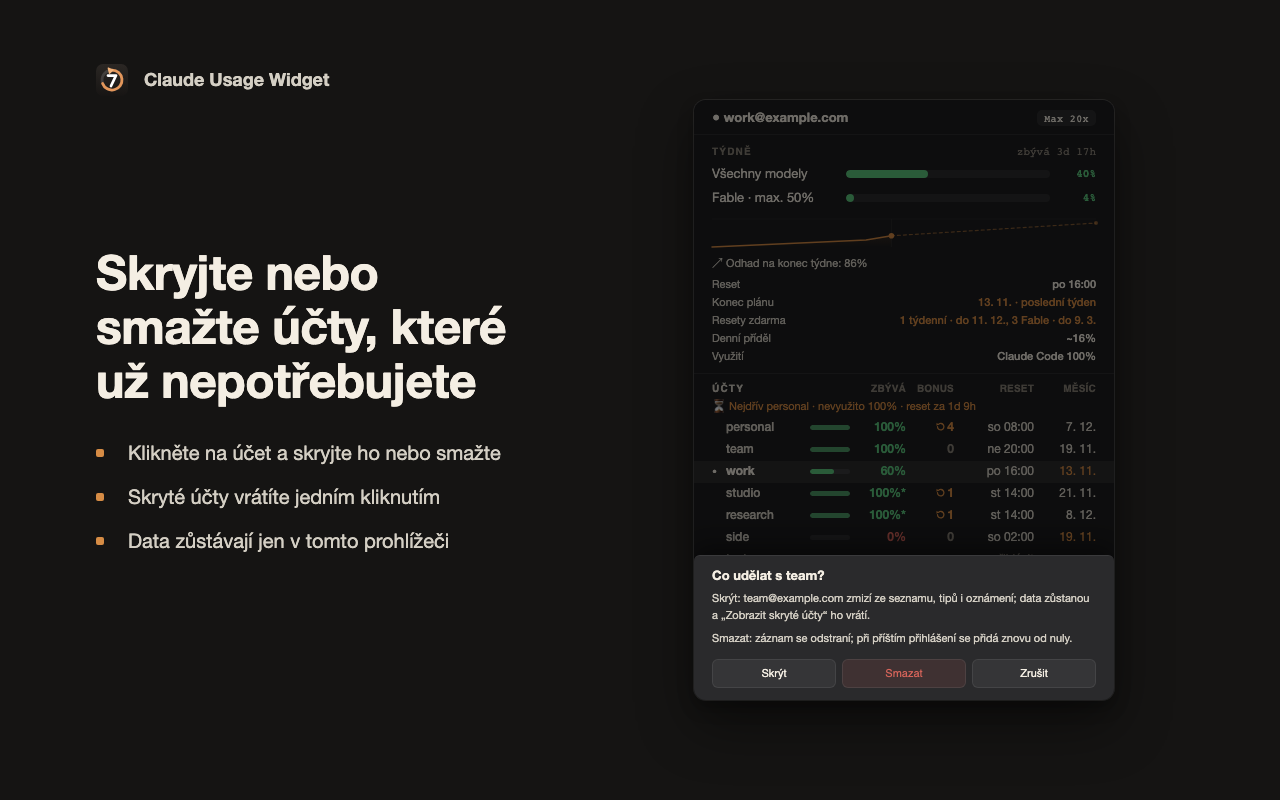 7 Claude Usage Widget
Skryjte nebo
smažte účty, které
už nepotřebujete
Klikněte na účet a skryjte ho nebo smažte
Skryté účty vrátíte jedním kliknutím
Data zůstávají jen v tomto prohlížeči
work@example.com Max 20x
TÝDNĚ zbývá 3d 17h
Všechny modely 40%
Fable · max. 50% 4%
Odhad na konec týdne: 86%
Reset po 16:00
Konec plánu 13. 11. · poslední týden
Resety zdarma 1 týdenní · do 11. 12., 3 Fable · do 9. 3.
Denní příděl ~16%
Využití Claude Code 100%
ÚČTY ZBÝVÁ BONUS RESET MĚSÍC
Nejdřív personal · nevyužito 100% · reset za 1d 9h
personal 100% 4 so 08:00 7. 12.
team 100% 0 ne 20:00 19. 11.
work 60% po 16:00 13. 11.
studio 100%* 1 st 14:00 21. 11.
research 100%* 1 st 14:00 8. 12.
side 0% 0 so 02:00 19. 11.
Co udělat s team?
Skrýt: team@example.com zmizí ze seznamu, tipů i oznámení; data zůstanou
a „Zobrazit skryté účty“ ho vrátí.
Smazat: záznam se odstraní; při příštím přihlášení se přidá znovu od nuly.
Skrýt Smazat Zrušit